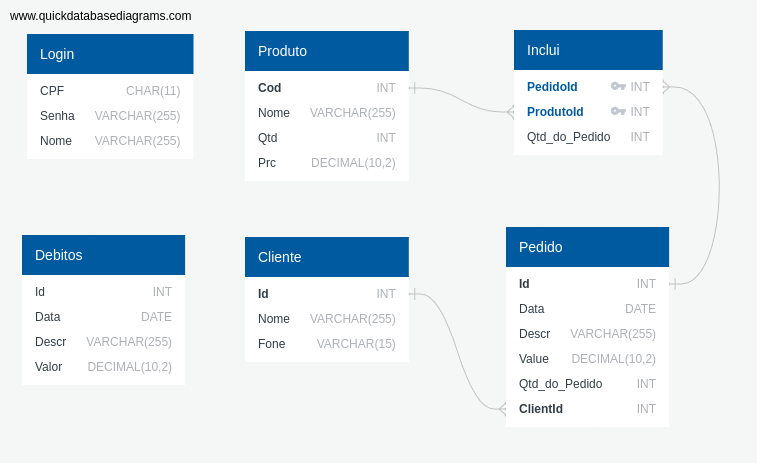 www.quickdatabasediagrams.com
Login
CPF CHAR(11)
Senha VARCHAR(255)
Nome VARCHAR(255)
Produto
Cod INT
Nome VARCHAR(255)
Qtd INT
Prc DECIMAL(10,2)
Inclui
PedidoId INT
ProdutoId INT
Qtd_do_Pedido INT
Debitos
Id INT
Data DATE
Descr VARCHAR(255)
Valor DECIMAL(10,2)
Cliente
Id INT
Nome VARCHAR(255)
Fone VARCHAR(15)
Pedido
Id INT
Data DATE
Descr VARCHAR(255)
Value DECIMAL(10,2)
Qtd_do_Pedido INT
ClientId INT